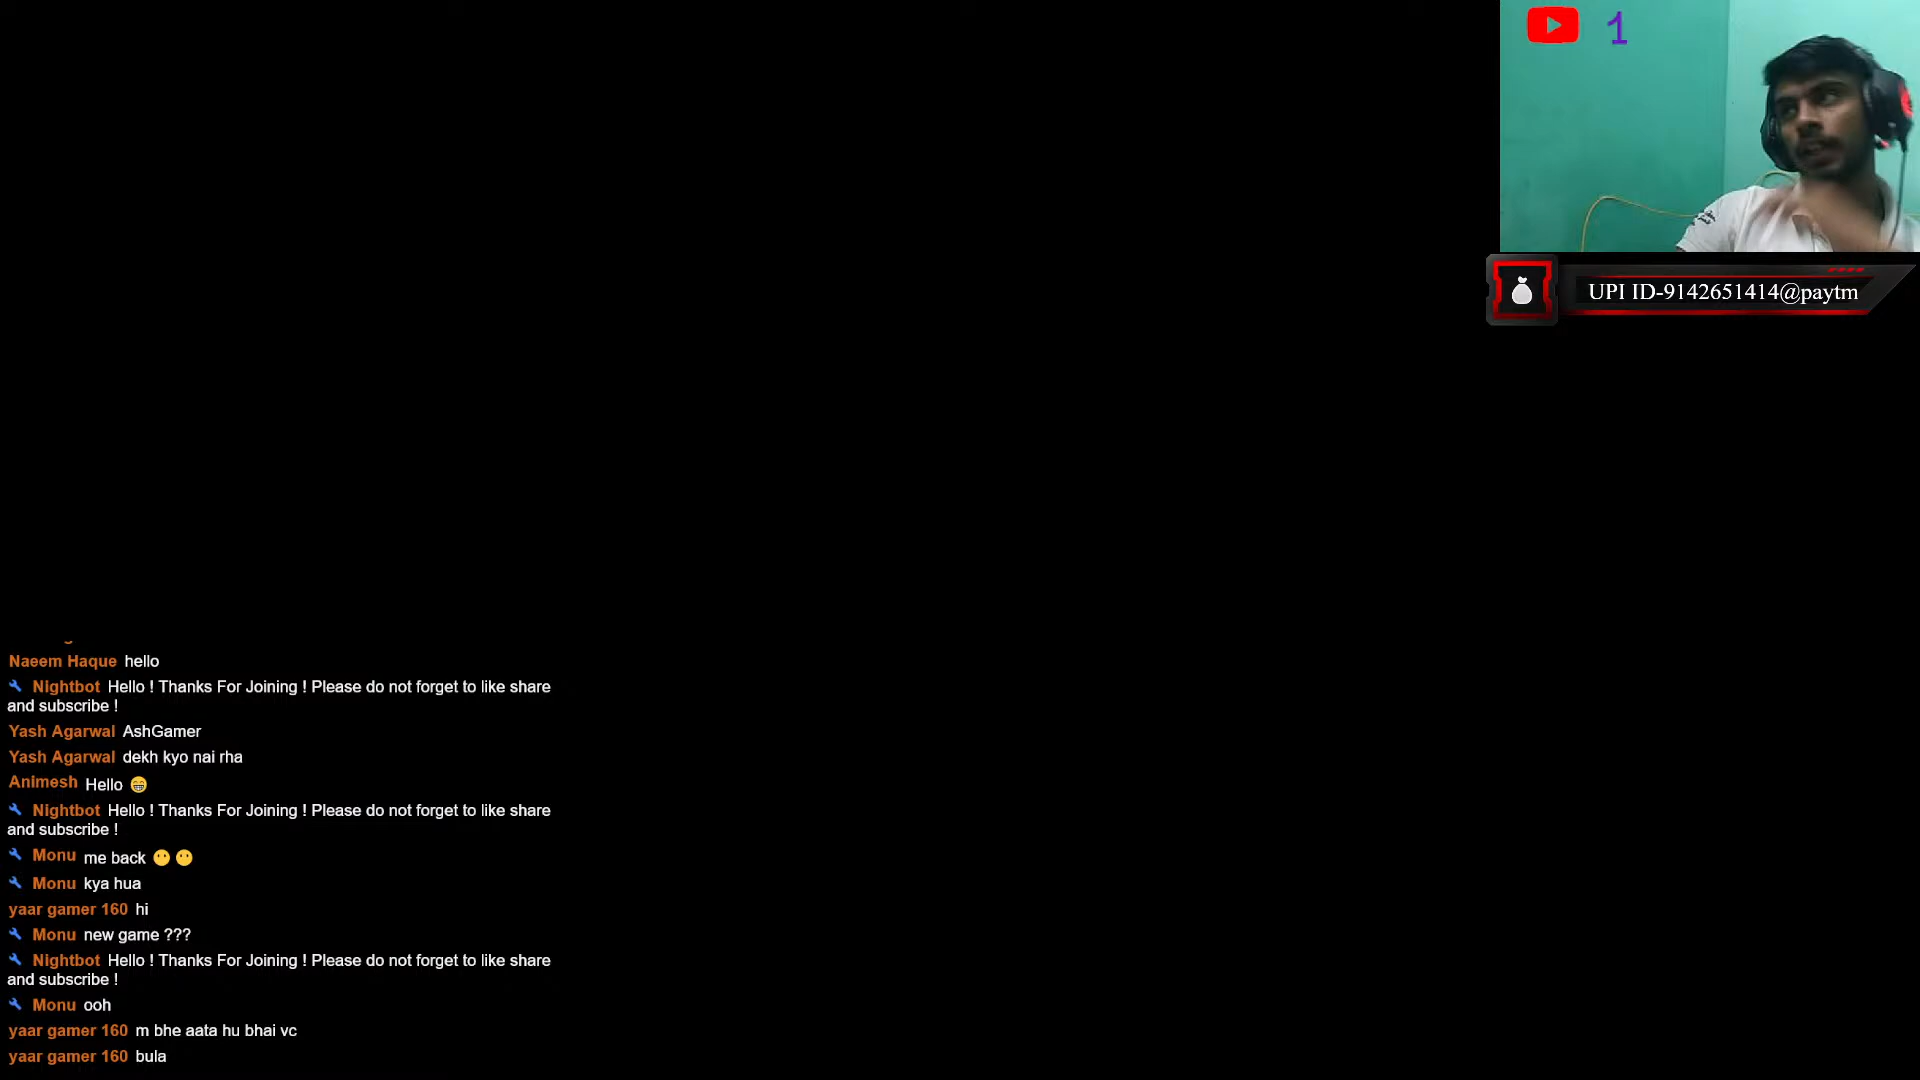 1
UPI ID-9142651414@paytm
Naeem Haque hello
Nightbot Hello ! Thanks For Joining ! Please do not forget to like share
and subscribe !
Yash Agarwal AshGamer
Yash Agarwal dekh kyo nai rha
Animesh Hello 😁
Nightbot Hello ! Thanks For Joining ! Please do not forget to like share
and subscribe !
Monu me back 😶 😶
Monu kya hua
yaar gamer 160 hi
Monu new game ???
Nightbot Hello ! Thanks For Joining ! Please do not forget to like share
and subscribe !
Monu ooh
yaar gamer 160 m bhe aata hu bhai vc
yaar gamer 160 bula